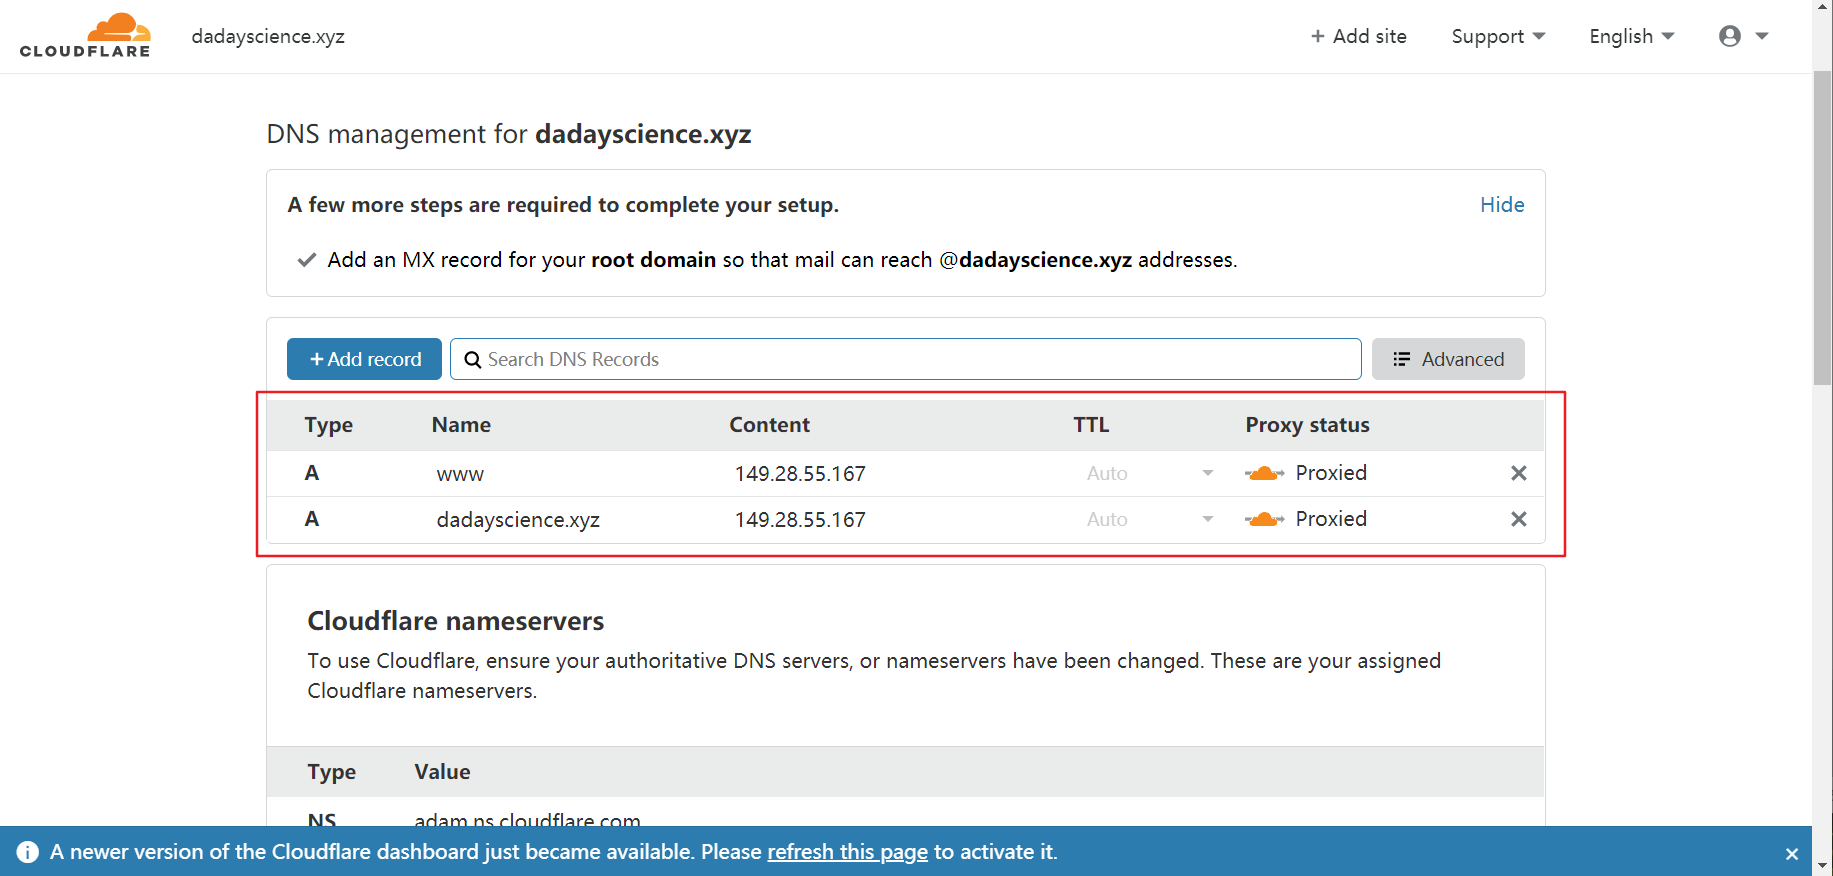 CLOUDFLARE dadayscience.xyz + Add site Support English
DNS management for dadayscience.xyz
A few more steps are required to complete your setup. Hide
Add an MX record for your root domain so that mail can reach @dadayscience.xyz addresses.
+ Add record Search DNS Records Advanced
Type Name Content TTL Proxy status
A www 149.28.55.167 Auto Proxied
A dadayscience.xyz 149.28.55.167 Auto Proxied
Cloudflare nameservers
To use Cloudflare, ensure your authoritative DNS servers, or nameservers have been changed. These are your assigned
Cloudflare nameservers.
Type Value
NS adam.ns.cloudflare.com
A newer version of the Cloudflare dashboard just became available. Please refresh this page to activate it.